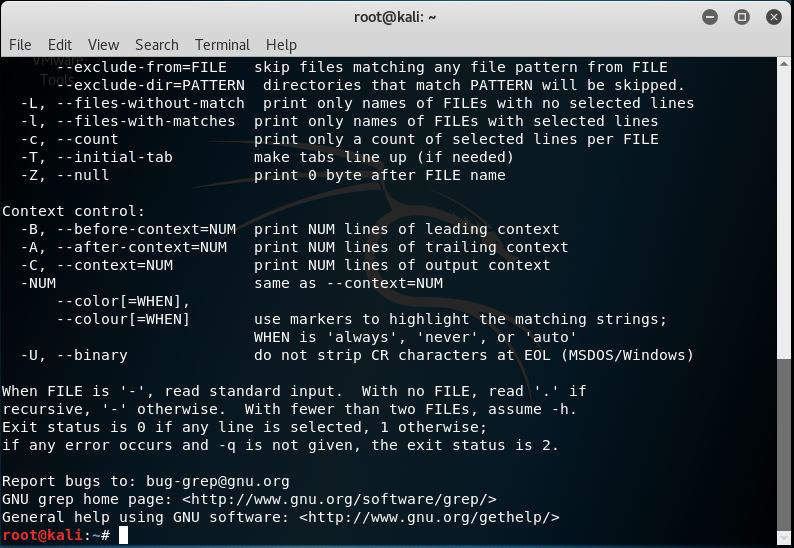 root@kali: ~
File Edit View Search Terminal Help
VMware
Tools
--exclude-from=FILE skip files matching any file pattern from FILE
--exclude-dir=PATTERN directories that match PATTERN will be skipped.
-L, --files-without-match print only names of FILEs with no selected lines
-l, --files-with-matches print only names of FILEs with selected lines
-c, --count print only a count of selected lines per FILE
-T, --initial-tab make tabs line up (if needed)
-Z, --null print 0 byte after FILE name
Context control:
-B, --before-context=NUM print NUM lines of leading context
-A, --after-context=NUM print NUM lines of trailing context
-C, --context=NUM print NUM lines of output context
-NUM same as --context=NUM
--color[=WHEN],
--colour[=WHEN] use markers to highlight the matching strings;
WHEN is 'always', 'never', or 'auto'
-U, --binary do not strip CR characters at EOL (MSDOS/Windows)
When FILE is '-', read standard input. With no FILE, read '.' if
recursive, '-' otherwise. With fewer than two FILEs, assume -h.
Exit status is 0 if any line is selected, 1 otherwise;
if any error occurs and -q is not given, the exit status is 2.
Report bugs to: bug-grep@gnu.org
GNU grep home page: <http://www.gnu.org/software/grep/>
General help using GNU software: <http://www.gnu.org/gethelp/>
root@kali:~#